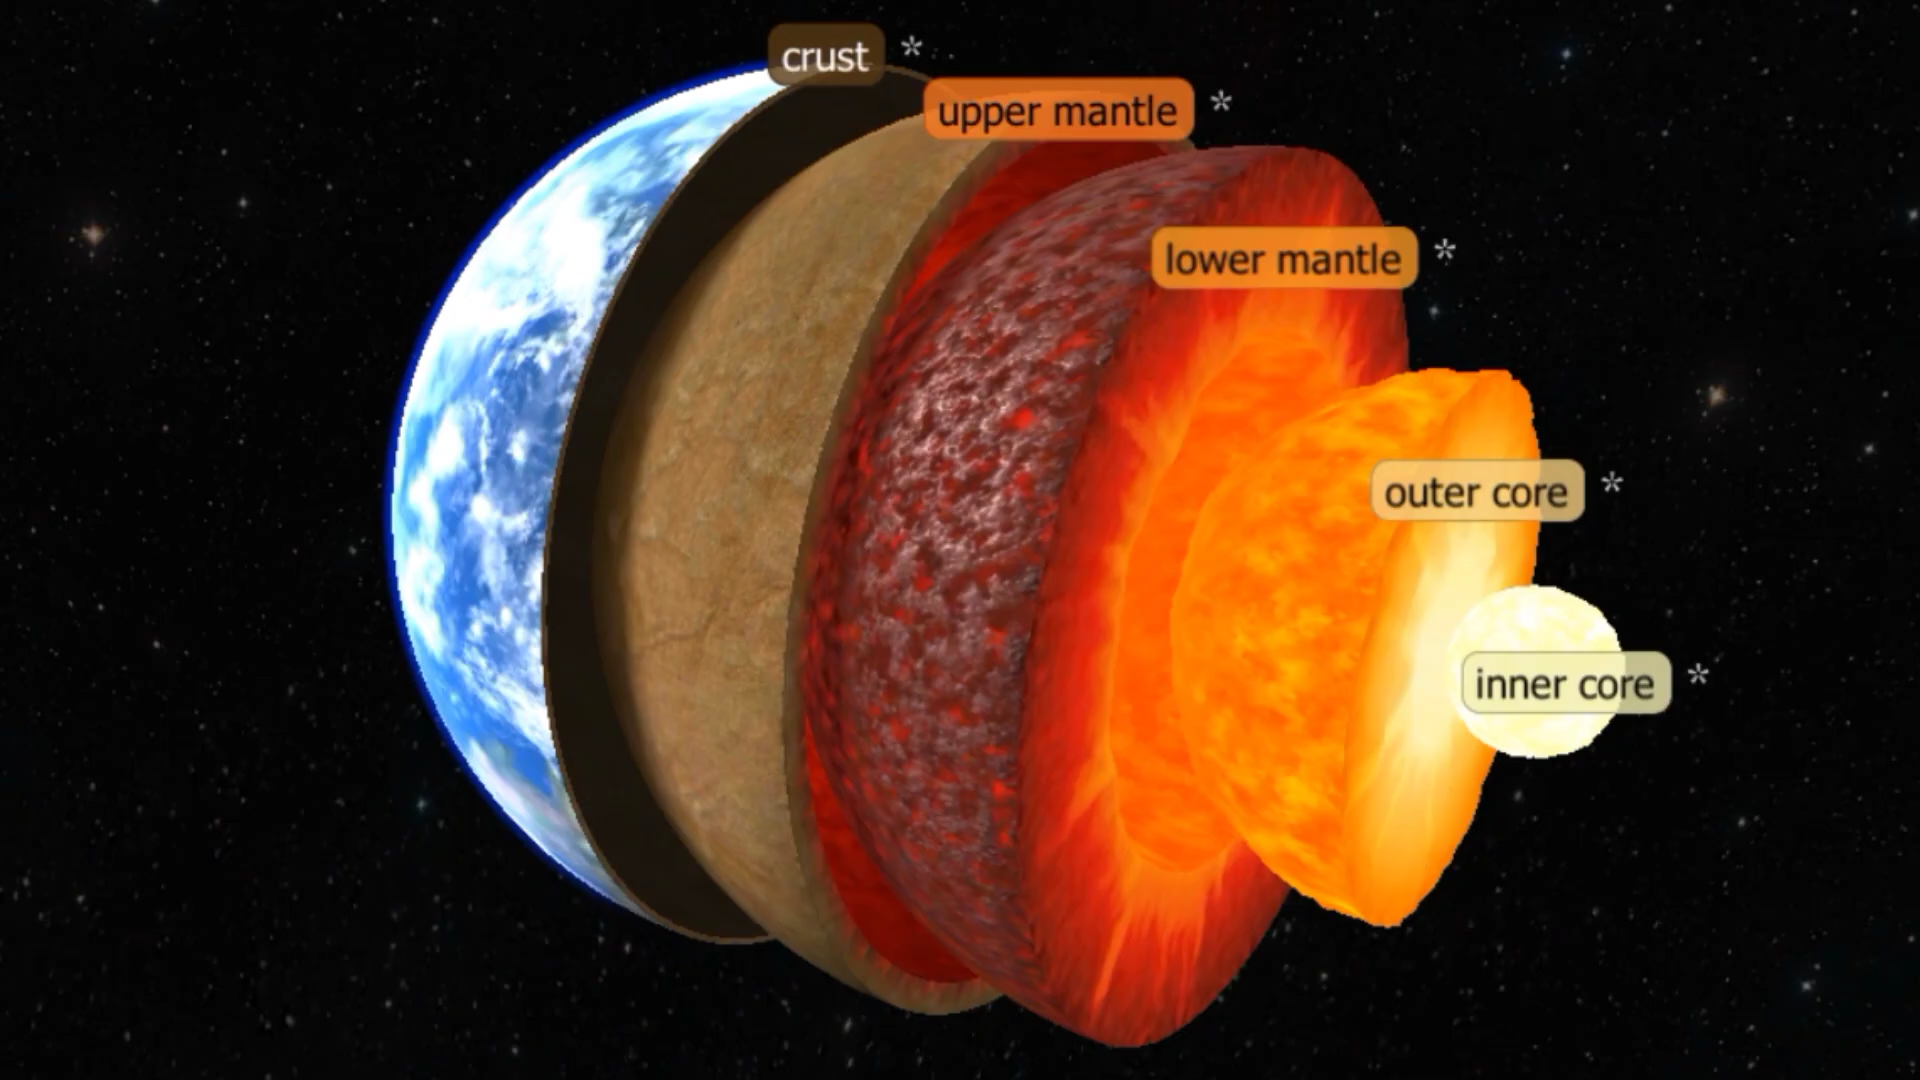 crust *
upper mantle *
lower mantle *
outer core *
inner core *